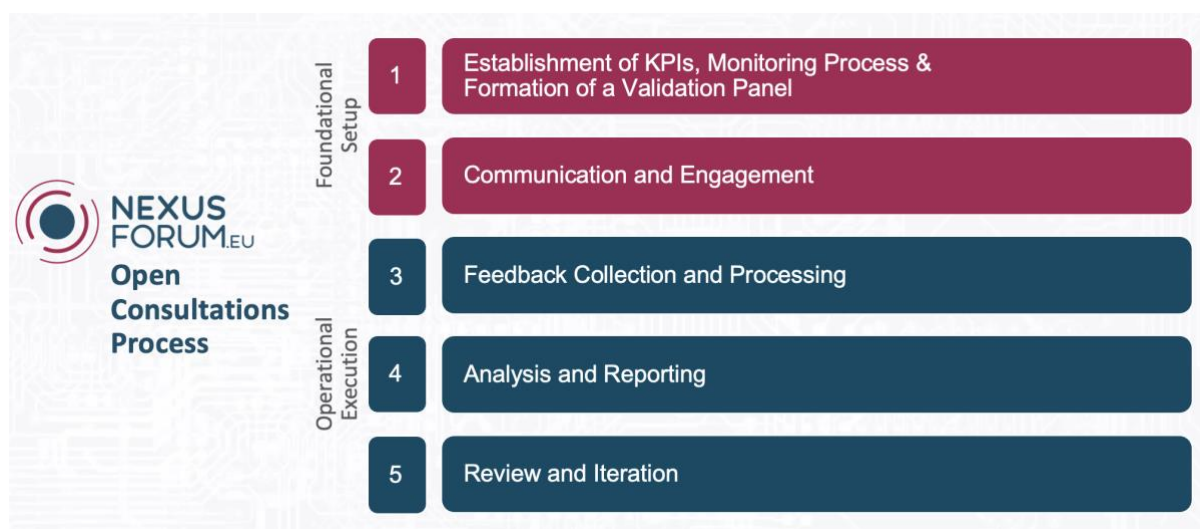 NEXUS
FORUM.EU
Open
Consultations
Process
Foundational
Setup
1
Establishment of KPIs, Monitoring Process &
Formation of a Validation Panel
2
Communication and Engagement
Operational
Execution
3
Feedback Collection and Processing
4
Analysis and Reporting
5
Review and Iteration